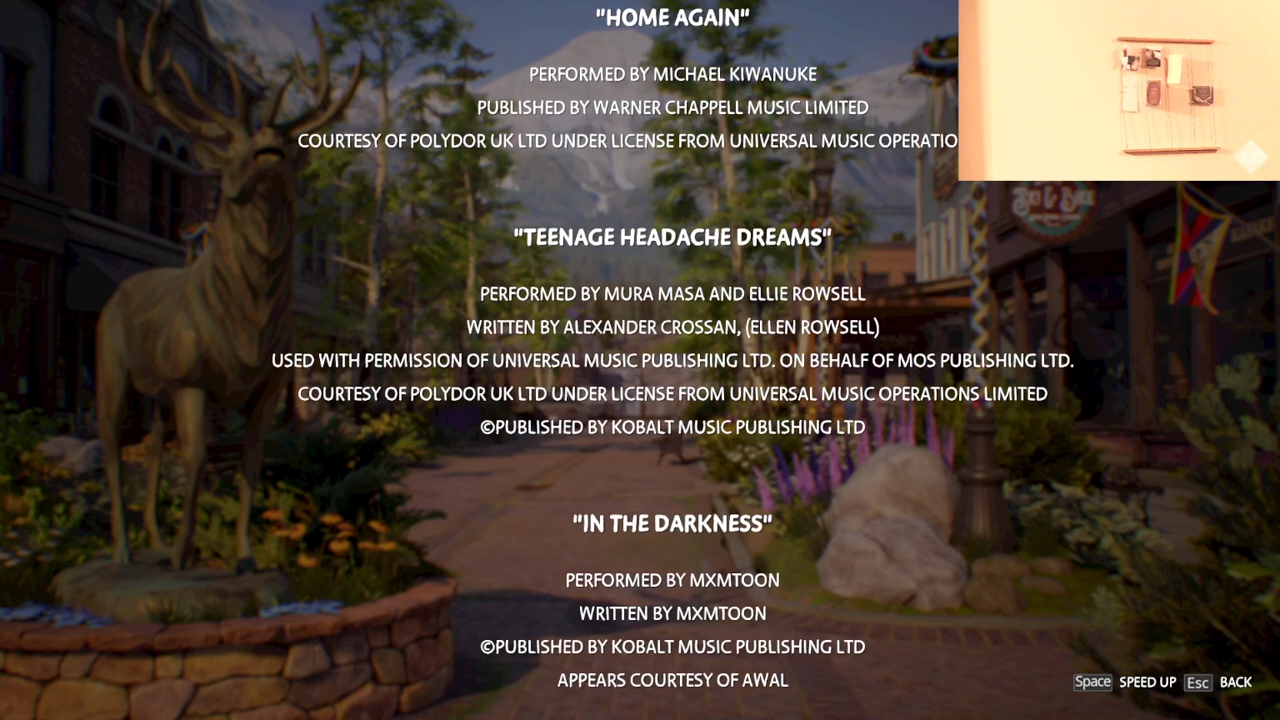 "HOME AGAIN"
PERFORMED BY MICHAEL KIWANUKE
PUBLISHED BY WARNER CHAPPELL MUSIC LIMITED
COURTESY OF POLYDOR UK LTD UNDER LICENSE FROM UNIVERSAL MUSIC OPERATIO
"TEENAGE HEADACHE DREAMS"
PERFORMED BY MURA MASA AND ELLIE ROWSELL
WRITTEN BY ALEXANDER CROSSAN, (ELLEN ROWSELL)
USED WITH PERMISSION OF UNIVERSAL MUSIC PUBLISHING LTD. ON BEHALF OF MOS PUBLISHING LTD.
COURTESY OF POLYDOR UK LTD UNDER LICENSE FROM UNIVERSAL MUSIC OPERATIONS LIMITED
©PUBLISHED BY KOBALT MUSIC PUBLISHING LTD
"IN THE DARKNESS"
PERFORMED BY MXMTOON
WRITTEN BY MXMTOON
©PUBLISHED BY KOBALT MUSIC PUBLISHING LTD
APPEARS COURTESY OF AWAL
Space SPEED UP Esc BACK